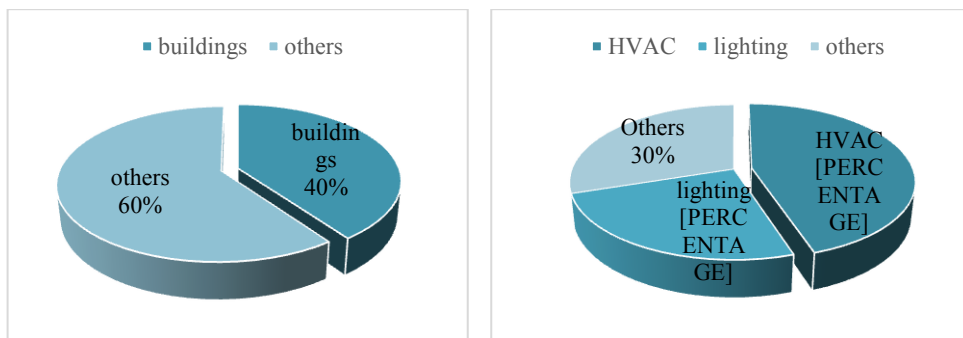 buildings others
buildin
gs
40%
others
60%
HVAC lighting others
Others
30%
HVAC
[PERC
ENTA
GE]
lighting
[PERC
ENTA
GE]